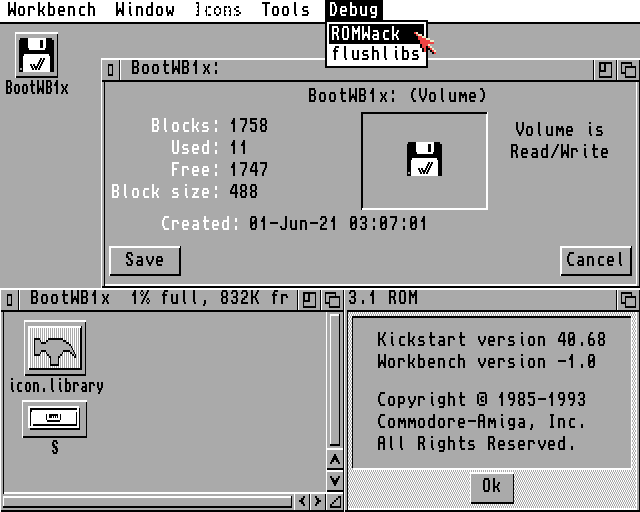 Workbench Window Icons Tools Debug
ROMWack
flushlibs
BootWB1x
BootWB1x:
BootWB1x: (Volume)
Blocks: 1758
Used: 11
Free: 1747
Block size: 488
Volume is
Read/Write
Created: 01-Jun-21 03:07:01
Save
Cancel
BootWB1x 1% full, 832K fr
icon.library
S
3.1 ROM
Kickstart version 40.68
Workbench version -1.0
Copyright © 1985-1993
Commodore-Amiga, Inc.
All Rights Reserved.
Ok